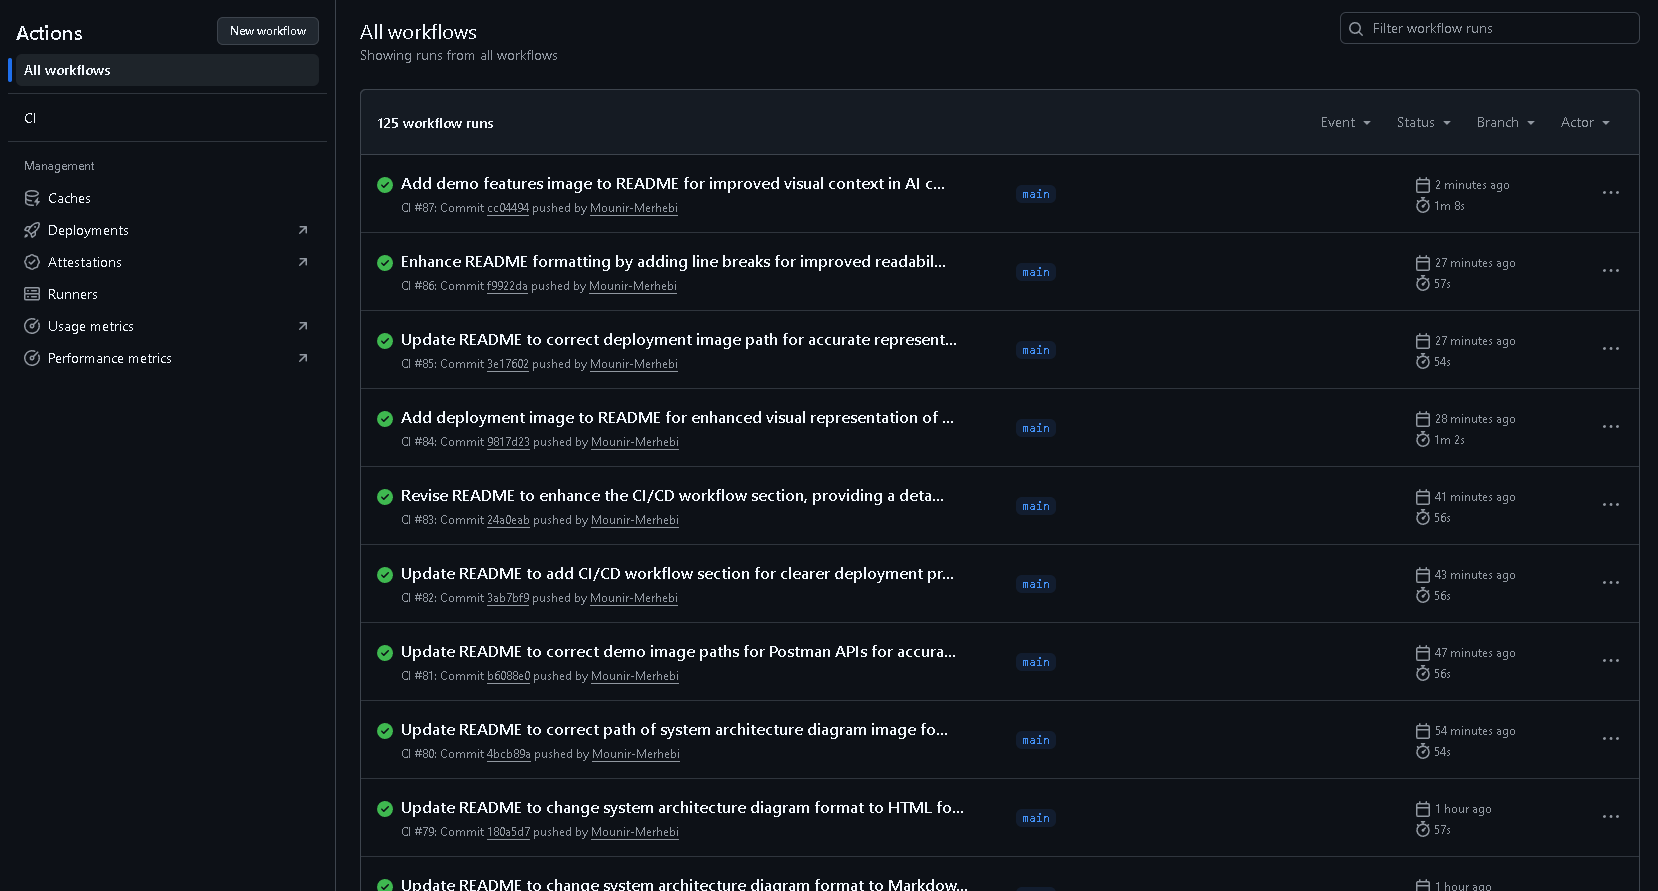 Actions
New workflow
All workflows
CI
Management
Caches
Deployments
Attestations
Runners
Usage metrics
Performance metrics
All workflows
Showing runs from all workflows
Filter workflow runs
125 workflow runs
Event
Status
Branch
Actor
Add demo features image to README for improved visual context in AI c...
CI #87: Commit cc04494 pushed by Mounir-Merhebi
main
2 minutes ago
1m 8s
Enhance README formatting by adding line breaks for improved readabil...
CI #86: Commit f9922da pushed by Mounir-Merhebi
main
27 minutes ago
57s
Update README to correct deployment image path for accurate represent...
CI #85: Commit 3e17602 pushed by Mounir-Merhebi
main
27 minutes ago
54s
Add deployment image to README for enhanced visual representation of ...
CI #84: Commit 9817d23 pushed by Mounir-Merhebi
main
28 minutes ago
1m 2s
Revise README to enhance the CI/CD workflow section, providing a deta...
CI #83: Commit 24a0eab pushed by Mounir-Merhebi
main
41 minutes ago
56s
Update README to add CI/CD workflow section for clearer deployment pr...
CI #82: Commit 3ab7bf9 pushed by Mounir-Merhebi
main
43 minutes ago
56s
Update README to correct demo image paths for Postman APIs for accura...
CI #81: Commit b6088e0 pushed by Mounir-Merhebi
main
47 minutes ago
56s
Update README to correct path of system architecture diagram image fo...
CI #80: Commit 4bcb89a pushed by Mounir-Merhebi
main
54 minutes ago
54s
Update README to change system architecture diagram format to HTML fo...
CI #79: Commit 180a5d7 pushed by Mounir-Merhebi
main
1 hour ago
57s
Update README to change system architecture diagram format to Markdow...
1 hour ago